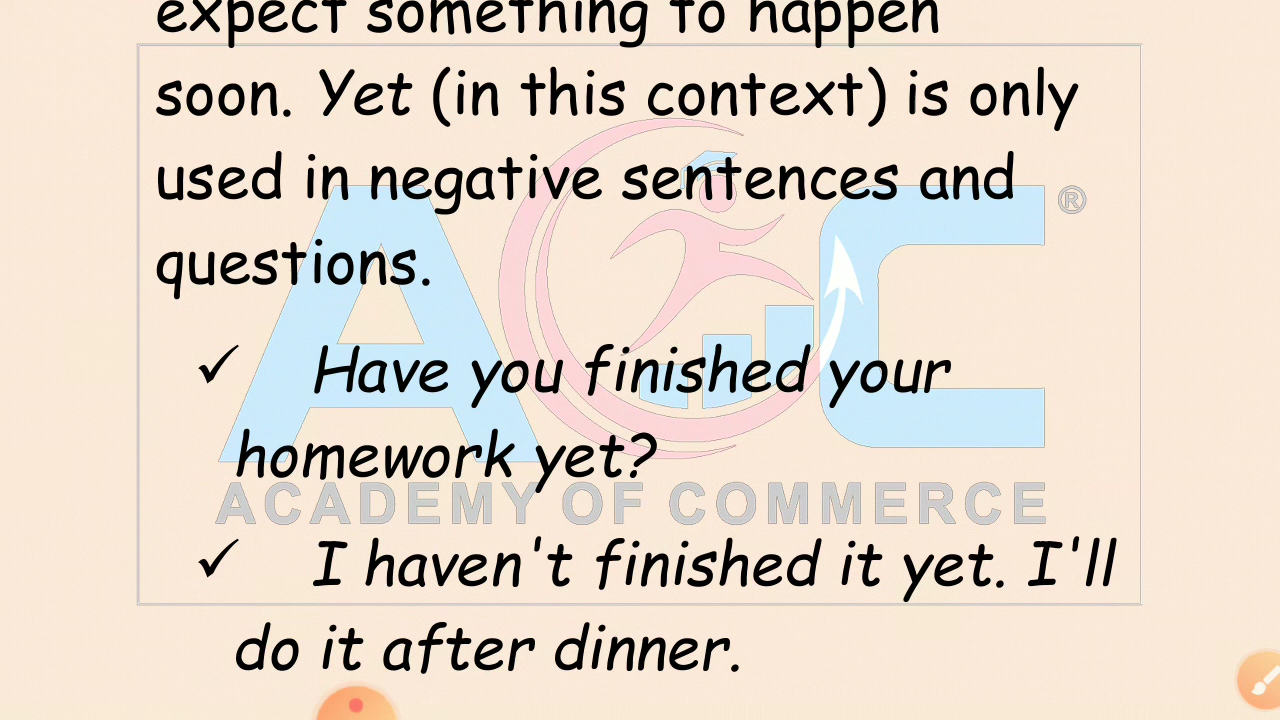 expect something to happen
soon. Yet (in this context) is only
used in negative sentences and
questions.
®
✓ Have you finished your
homework yet?
ACADEMY OF COMMERCE
✓ I haven't finished it yet. I'll
do it after dinner.